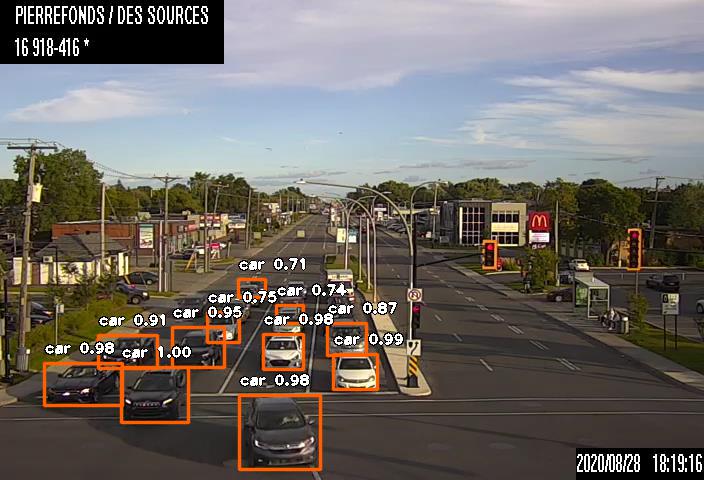 PIERREFONDS / DES SOURCES
16 918-416 *
car 0.71
car 0.74
car 0.75
car 0.87
car 0.95
car 0.98
car 0.91
car 0.99
car 0.98
car 1.00
car 0.98
McDonald's
7
2020/08/28 18:19:16